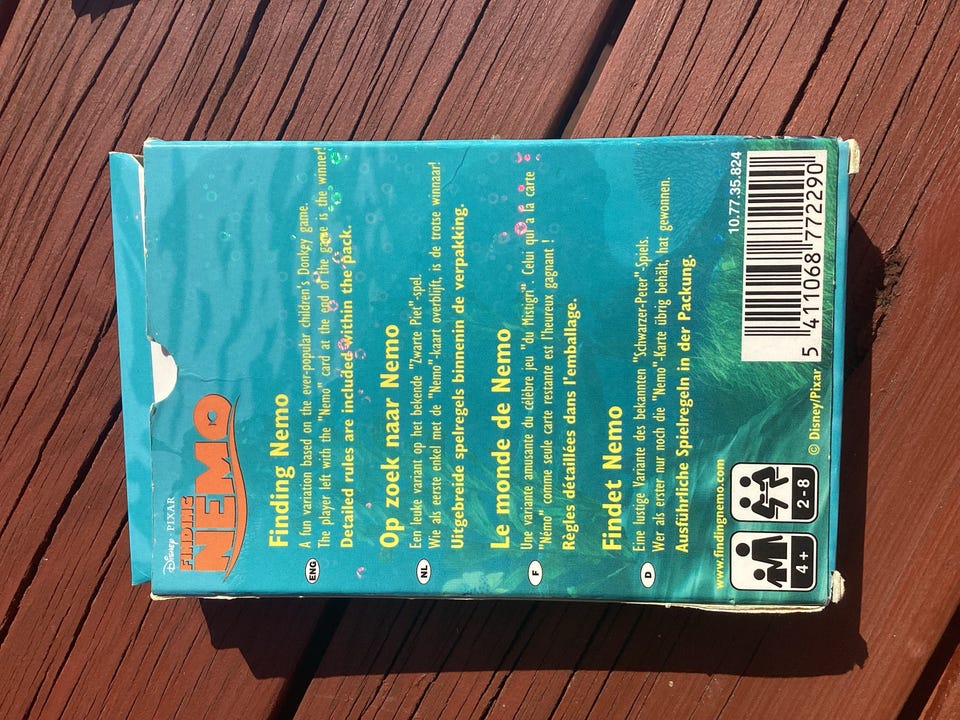 Disney · PIXAR
FINDING
NEMO
Finding Nemo
ENG
A fun variation based on the ever-popular children's 'Donkey' game.
The player left with the "Nemo" card at the end of the game is the winner!
Detailed rules are included within the pack.
Op zoek naar Nemo
NL
Een leuke variant op het bekende "Zwarte Piet"-spel.
Wie als eerste enkel met de "Nemo"-kaart overblijft, is de trotse winnaar!
Uitgebreide spelregels binnenin de verpakking.
Le monde de Nemo
F
Une variante amusante du célèbre jeu "du Mistigri". Celui qui a la carte
"Némo" comme seule carte restante est l'heureux gagnant !
Règles détaillées dans l'emballage.
Findet Nemo
D
Eine lustige Variante des bekannten "Schwarzer-Peter"-Spiels.
Wer als erster nur noch die "Nemo"-Karte übrig behält, hat gewonnen.
Ausführliche Spielregeln in der Packung.
www.findingnemo.com
© Disney/Pixar
4+
2-8
10.77.35.824
5 411068 772290